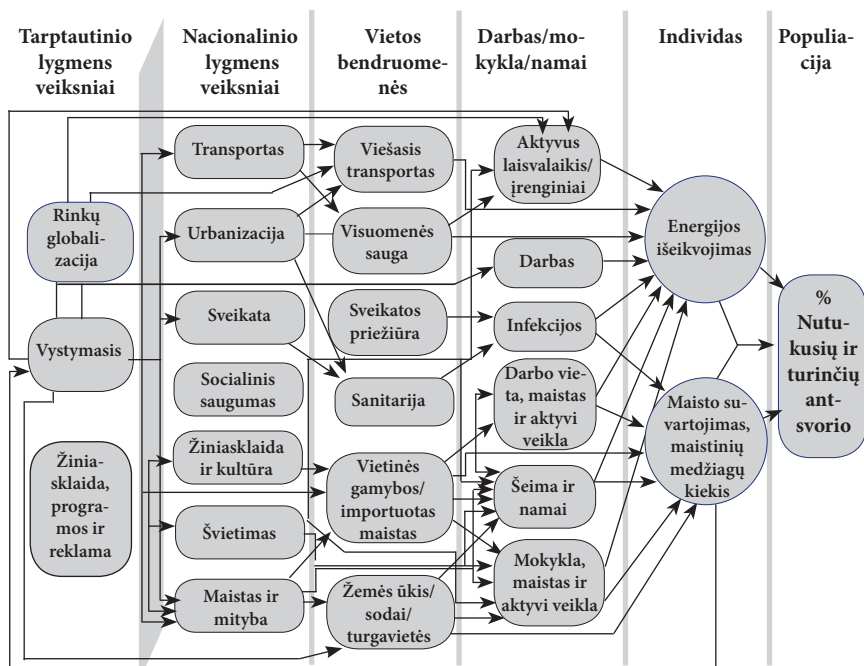 Tarptautinio
lygmens
veiksniai
Nacionalinio
lygmens
veiksniai
Vietos
bendruome-
nės
Darbas/mo-
kykla/namai
Individas
Populia-
cija
Rinkų
globali-
zacija
Vystymasis
Žinia-
sklaida,
progra-
mos ir
reklama
Transportas
Urbanizacija
Sveikata
Socialinis
saugumas
Žiniasklaida
ir kultūra
Švietimas
Maistas ir
mityba
Viešasis
transportas
Visuomenės
sauga
Sveikatos
priežiūra
Sanitarija
Vietinės
gamybos/
importuotas
maistas
Žemės ūkis/
sodai/
turgavietės
Aktyvus
laisvalaikis/
įrenginiai
Darbas
Infekcijos
Darbo vie-
ta, maistas
ir aktyvi
veikla
Šeima ir
namai
Mokykla,
maistas ir
aktyvi veikla
Energijos
išeikvojimas
Maisto su-
vartojimas,
maistinių
medžiagų
kiekis
%
Nutu-
kusių ir
turinčių
ant-
svorio